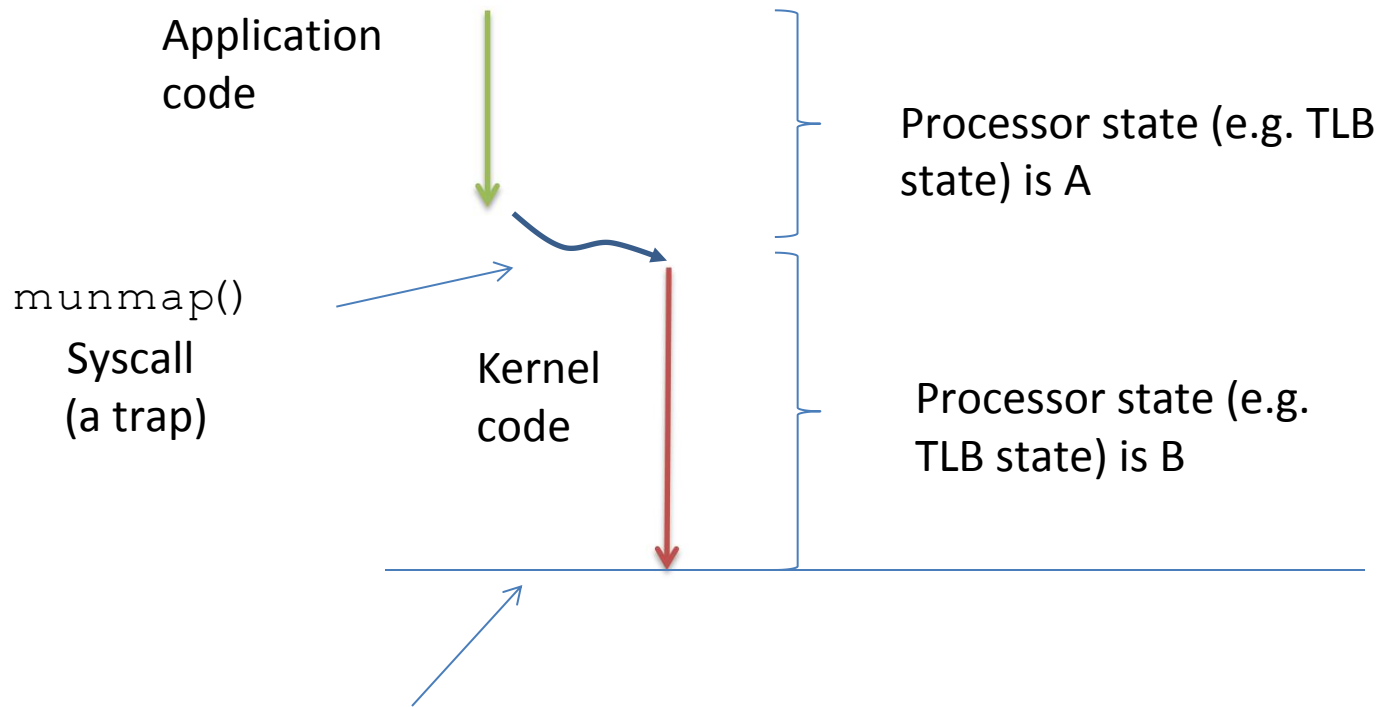 Application
code
Processor state (e.g. TLB
state) is A
munmap()
Syscall
(a trap)
Kernel
code
Processor state (e.g.
TLB state) is B